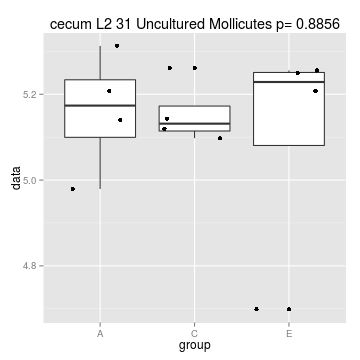 cecum L2 31 Uncultured Mollicutes p= 0.8856
5.2
5.0
4.8
data
A C E
group